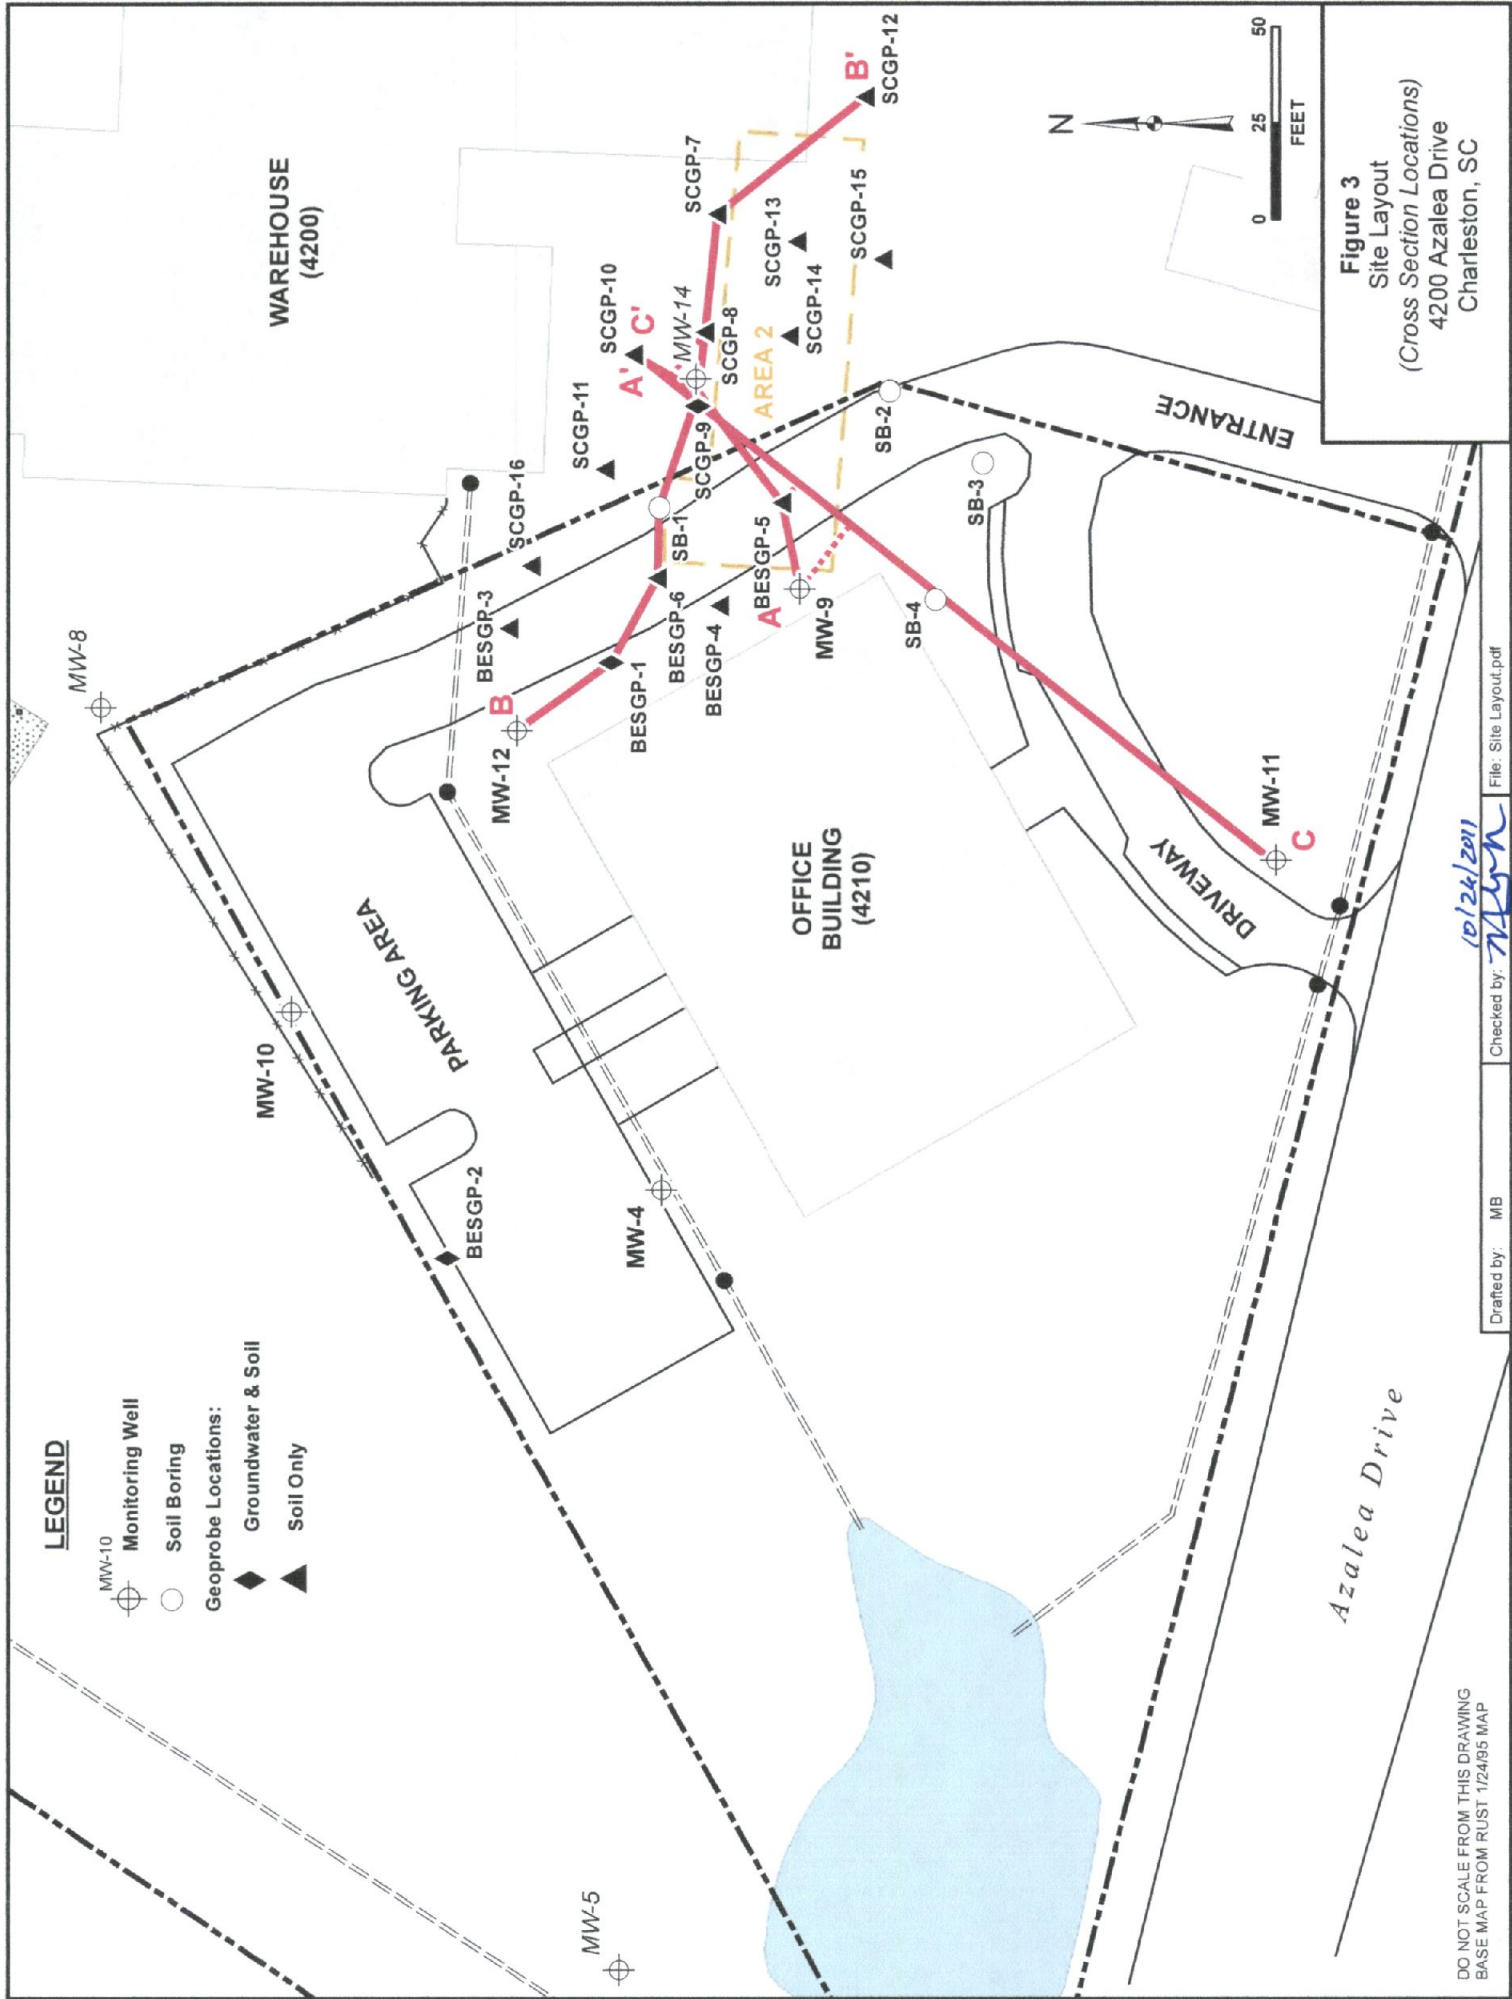 LEGEND
MW-10
Monitoring Well
Soil Boring
Geoprobe Locations:
Groundwater & Soil
Soil Only
MW-5
MW-8
MW-10
BESGP-2
MW-4
PARKING AREA
WAREHOUSE
(4200)
MW-12
B
BESGP-3
SCGP-16
SCGP-11
SCGP-10
A'
C'
MW-14
SCGP-7
BESGP-1
BESGP-6
SB-1
SCGP-9
SCGP-8
BESGP-4
AREA 2
SCGP-13
SCGP-14
SCGP-15
B'
SCGP-12
A
BESGP-5
MW-9
SB-2
SB-3
SB-4
OFFICE
BUILDING
(4210)
ENTRANCE
DRIVEWAY
MW-11
C
Azalea Drive
N
0 25 50
FEET
Figure 3
Site Layout
(Cross Section Locations)
4200 Azalea Drive
Charleston, SC
DO NOT SCALE FROM THIS DRAWING
BASE MAP FROM RUST 1/24/95 MAP
Drafted by: MB
Checked by:
10/24/2011
File: Site Layout.pdf